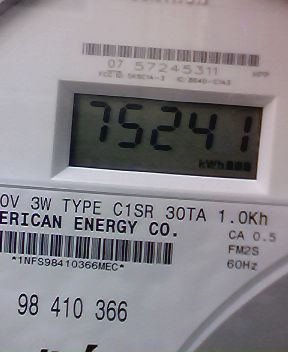 07 57245311
75241
kWh
0V 3W TYPE C1SR 30TA 1.0Kh
ERICAN ENERGY CO.
CA 0.5
FM2S
60Hz
*1NFS98410366MEC*
98 410 366